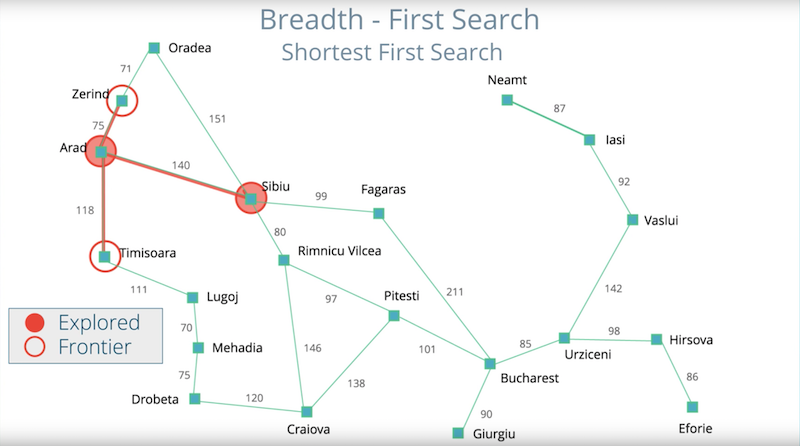 Breadth - First Search
Shortest First Search
Oradea
71
Neamt
Zerind
87
75
151
Iasi
Arad
140
92
Sibiu
Fagaras
99
118
Vaslui
80
Timisoara
Rimnicu Vilcea
111
97
Pitesti
211
142
Lugoj
Explored
70
Frontier
Mehadia
146
101
85
98
Hirsova
Urziceni
75
138
Bucharest
86
Drobeta
120
90
Craiova
Giurgiu
Eforie